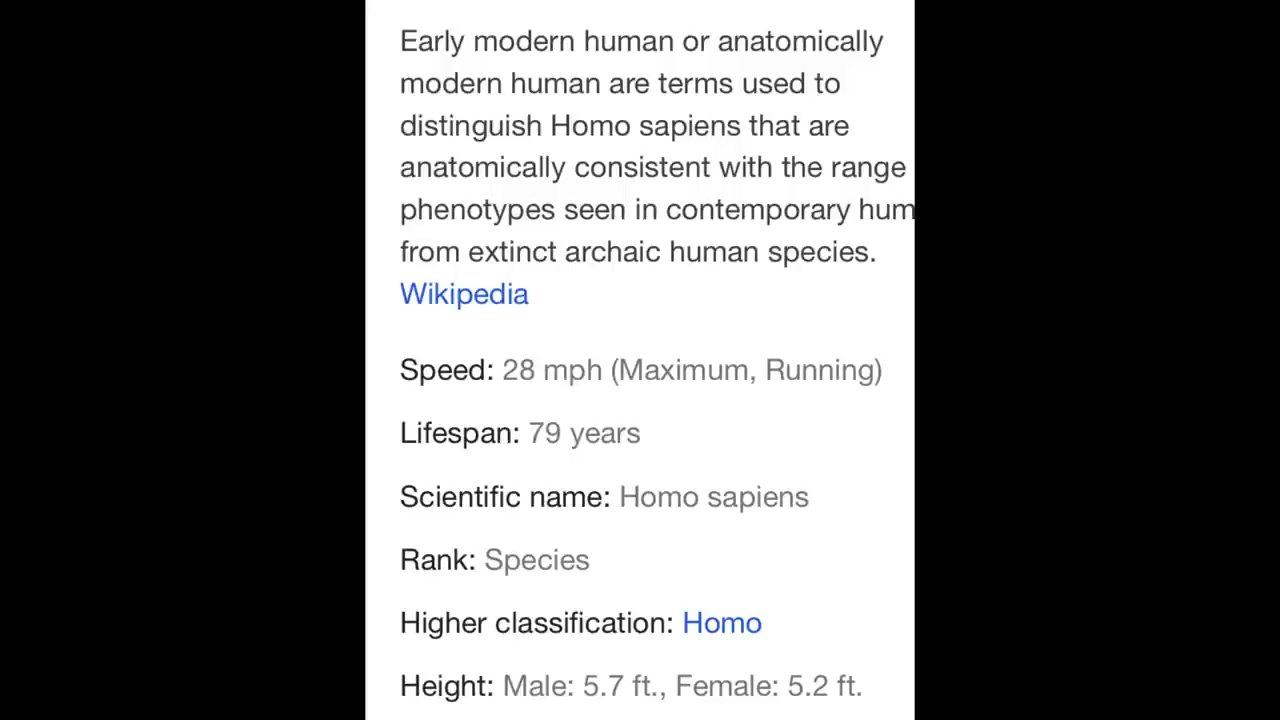 Early modern human or anatomically
modern human are terms used to
distinguish Homo sapiens that are
anatomically consistent with the range
phenotypes seen in contemporary hum
from extinct archaic human species.
Wikipedia
Speed: 28 mph (Maximum, Running)
Lifespan: 79 years
Scientific name: Homo sapiens
Rank: Species
Higher classification: Homo
Height: Male: 5.7 ft., Female: 5.2 ft.